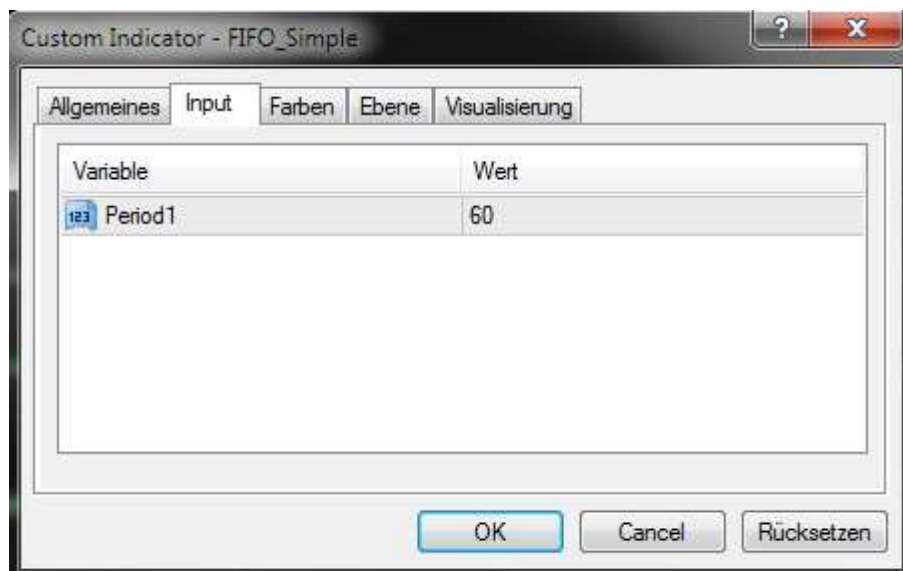 Custom Indicator - FIFO_Simple
?
X
Allgemeines Input Farben Ebene Visualisierung
Variable Wert
123 Period1 60
OK Cancel Rücksetzen